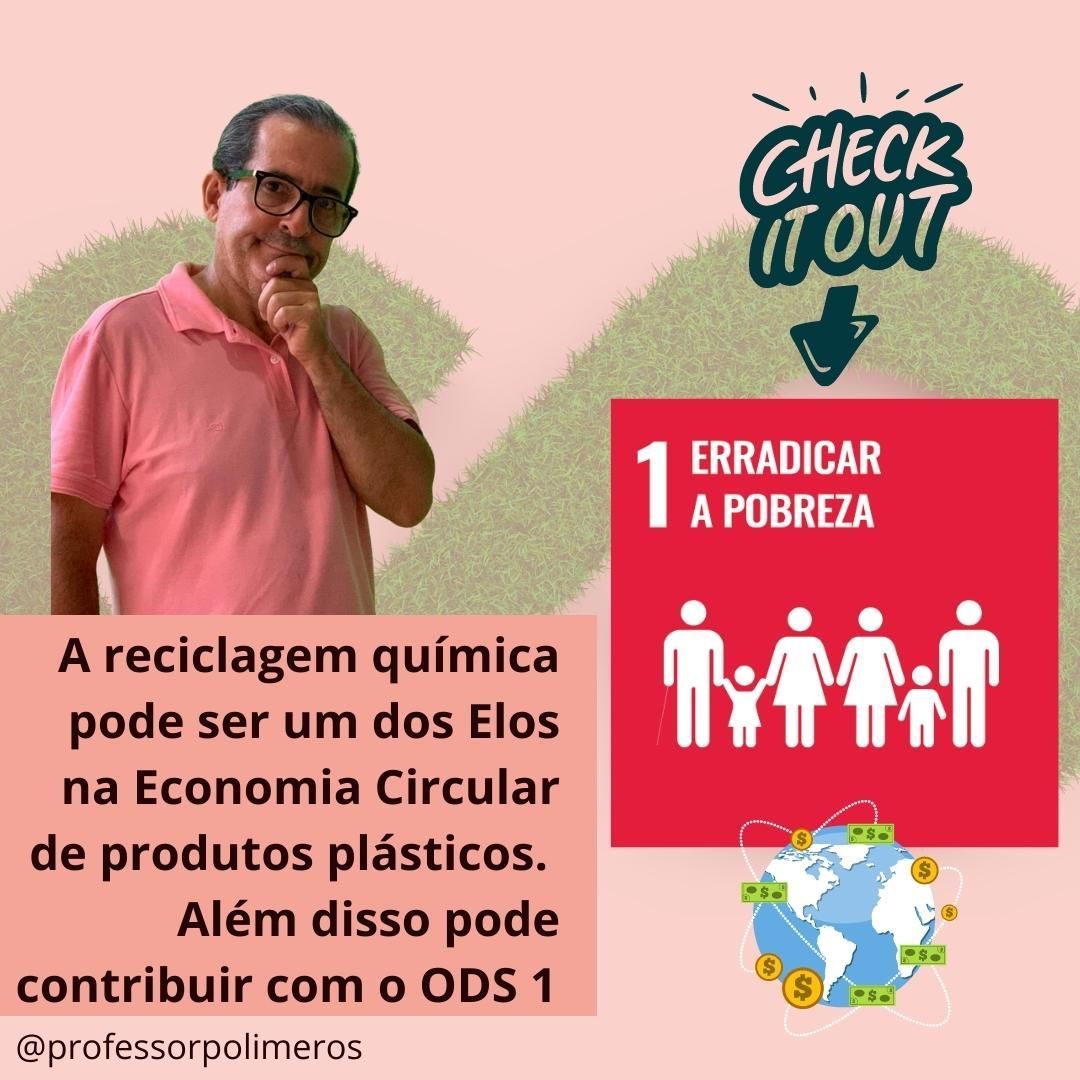 CHECK
IT OUT
1 ERRADICAR
A POBREZA
A reciclagem química
pode ser um dos Elos
na Economia Circular
de produtos plásticos.
Além disso pode
contribuir com o ODS 1
@professorpolimeros